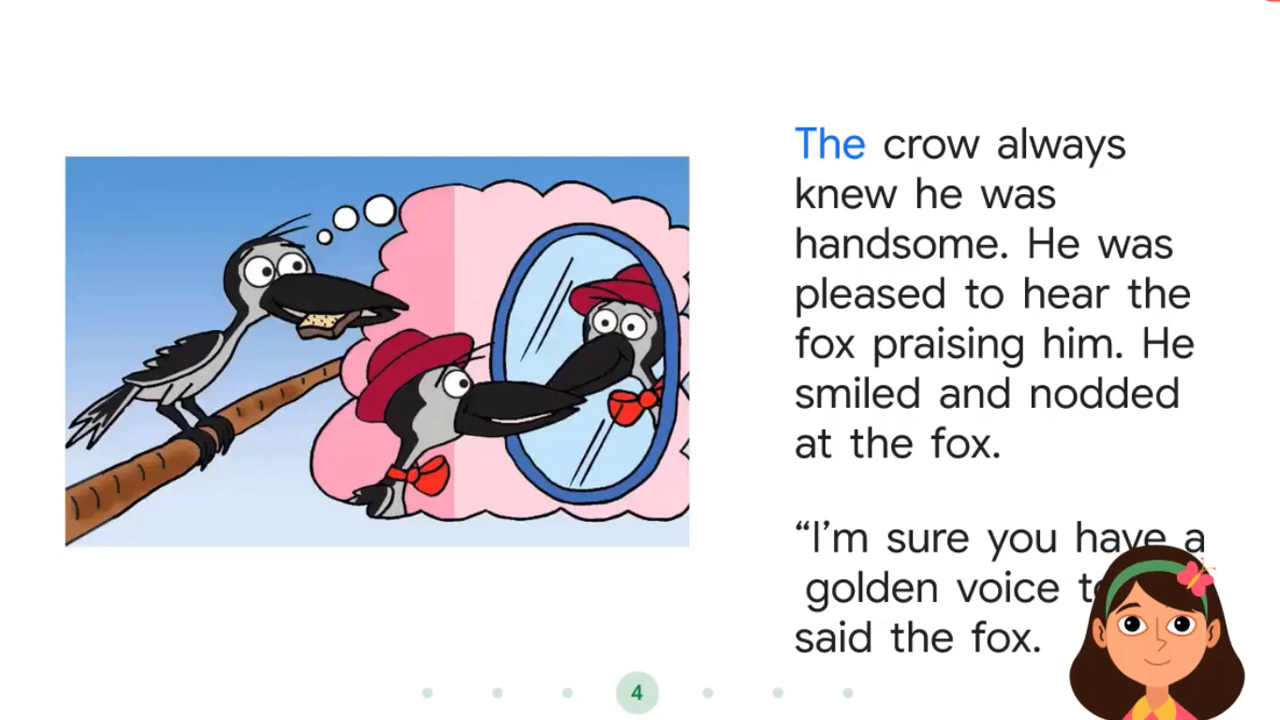 The crow always
knew he was
handsome. He was
pleased to hear the
fox praising him. He
smiled and nodded
at the fox.
“I’m sure you have a
golden voice
said the fox.
4